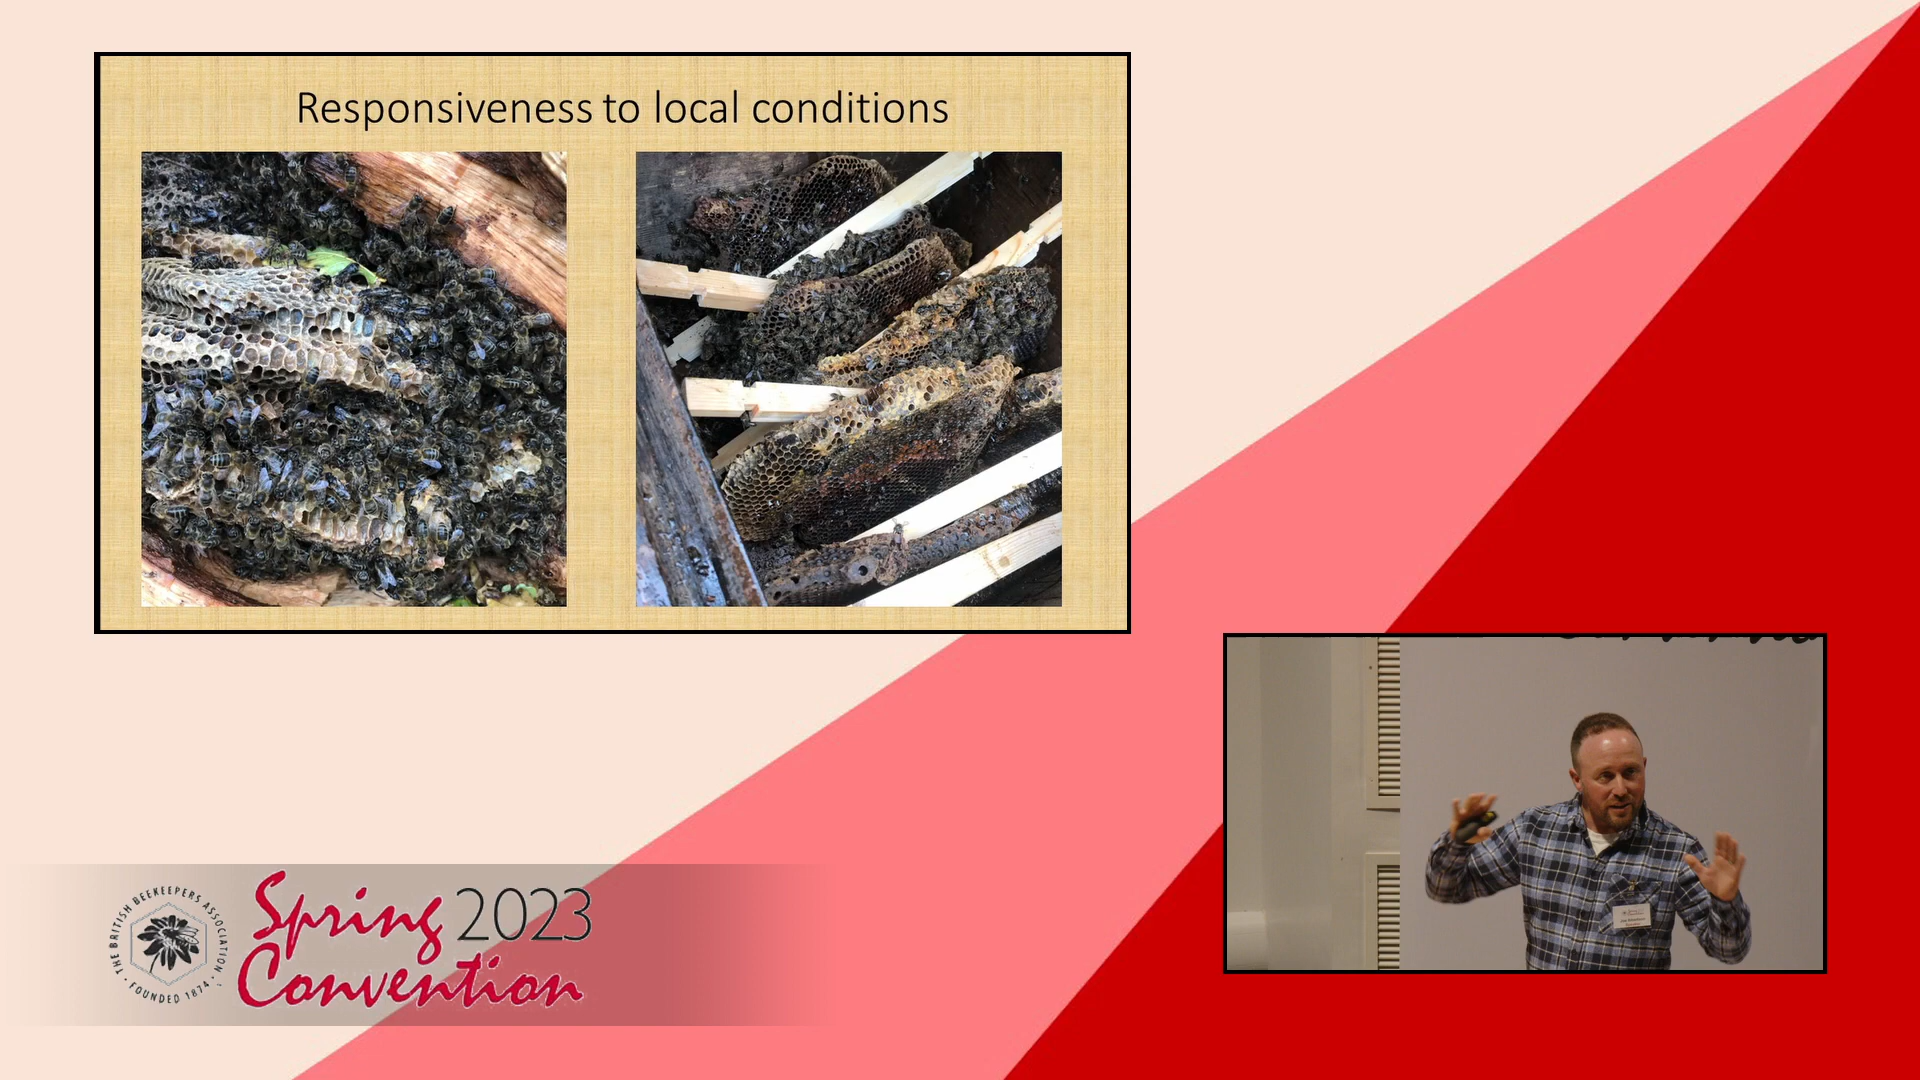 Responsiveness to local conditions
THE BRITISH BEEKEEPERS ASSOCIATION
FOUNDED 1874
Spring 2023
Convention